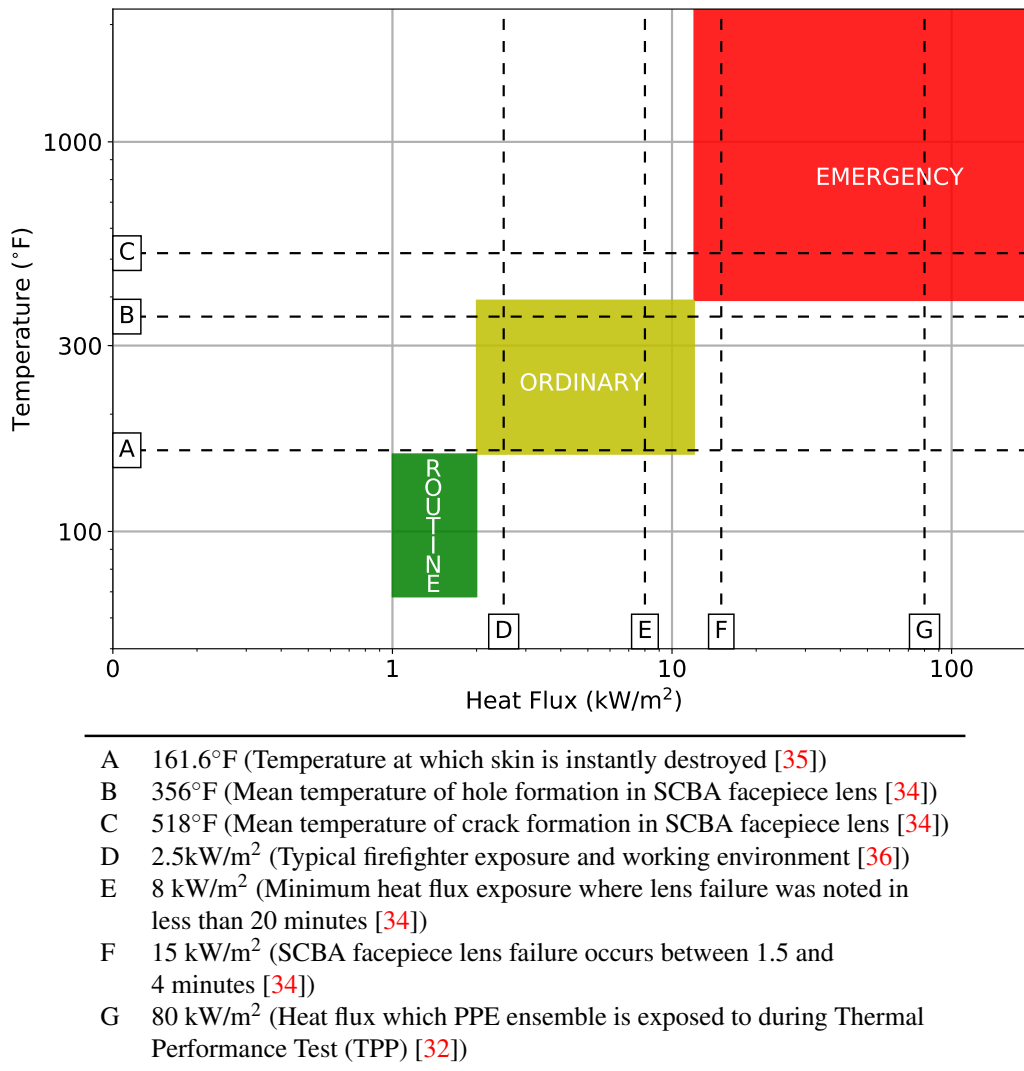 1000
300
100
Temperature (°F)
C
B
A
EMERGENCY
ORDINARY
ROUTINE
D E F G
0 1 10 100
Heat Flux (kW/m²)
A 161.6°F (Temperature at which skin is instantly destroyed [35])
B 356°F (Mean temperature of hole formation in SCBA facepiece lens [34])
C 518°F (Mean temperature of crack formation in SCBA facepiece lens [34])
D 2.5kW/m² (Typical firefighter exposure and working environment [36])
E 8 kW/m² (Minimum heat flux exposure where lens failure was noted in
less than 20 minutes [34])
F 15 kW/m² (SCBA facepiece lens failure occurs between 1.5 and
4 minutes [34])
G 80 kW/m² (Heat flux which PPE ensemble is exposed to during Thermal
Performance Test (TPP) [32])